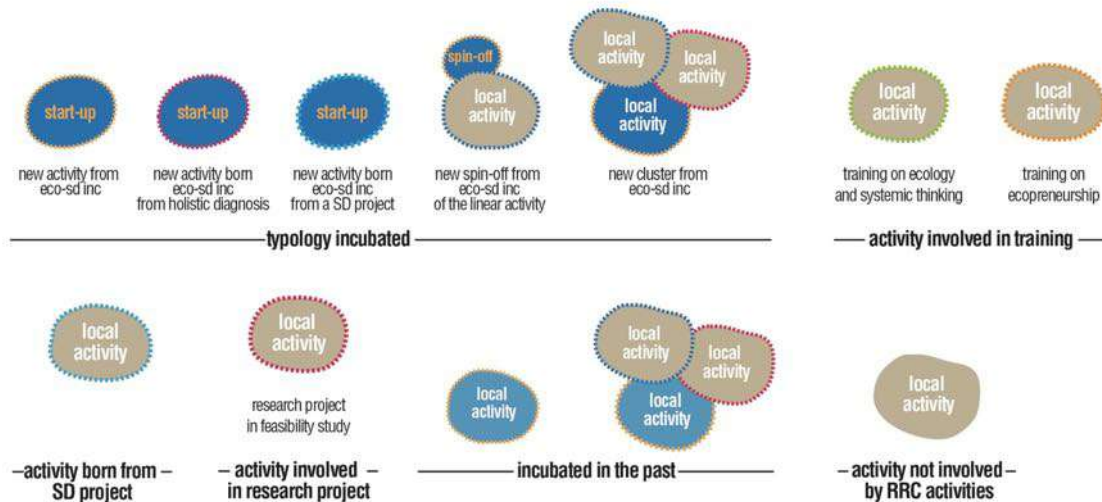 spin-off
local
activity
local
activity
local
activity
start-up
start-up
start-up
local
activity
local
activity
local
activity
new activity from
eco-sd inc
new activity born
eco-sd inc
from holistic diagnosis
new activity born
eco-sd inc
from a SD project
new spin-off from
eco-sd inc
of the linear activity
new cluster from
eco-sd inc
training on ecology
and systemic thinking
training on
ecopreneurship
typology incubated
activity involved in training
local
activity
local
activity
research project
in feasibility study
local
activity
local
activity
local
activity
local
activity
local
activity
activity born from
SD project
activity involved
in research project
incubated in the past
activity not involved
by RRC activities